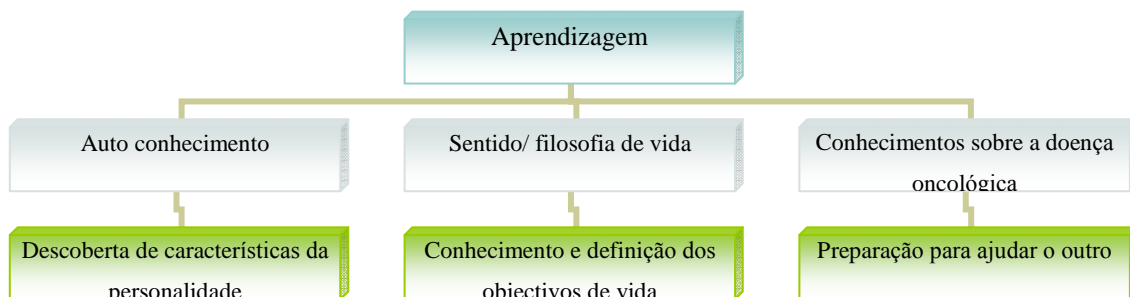 Aprendizagem
Auto conhecimento
Sentido/ filosofia de vida
Conhecimentos sobre a doença
oncológica
Descoberta de características da
personalidade
Conhecimento e definição dos
objectivos de vida
Preparação para ajudar o outro